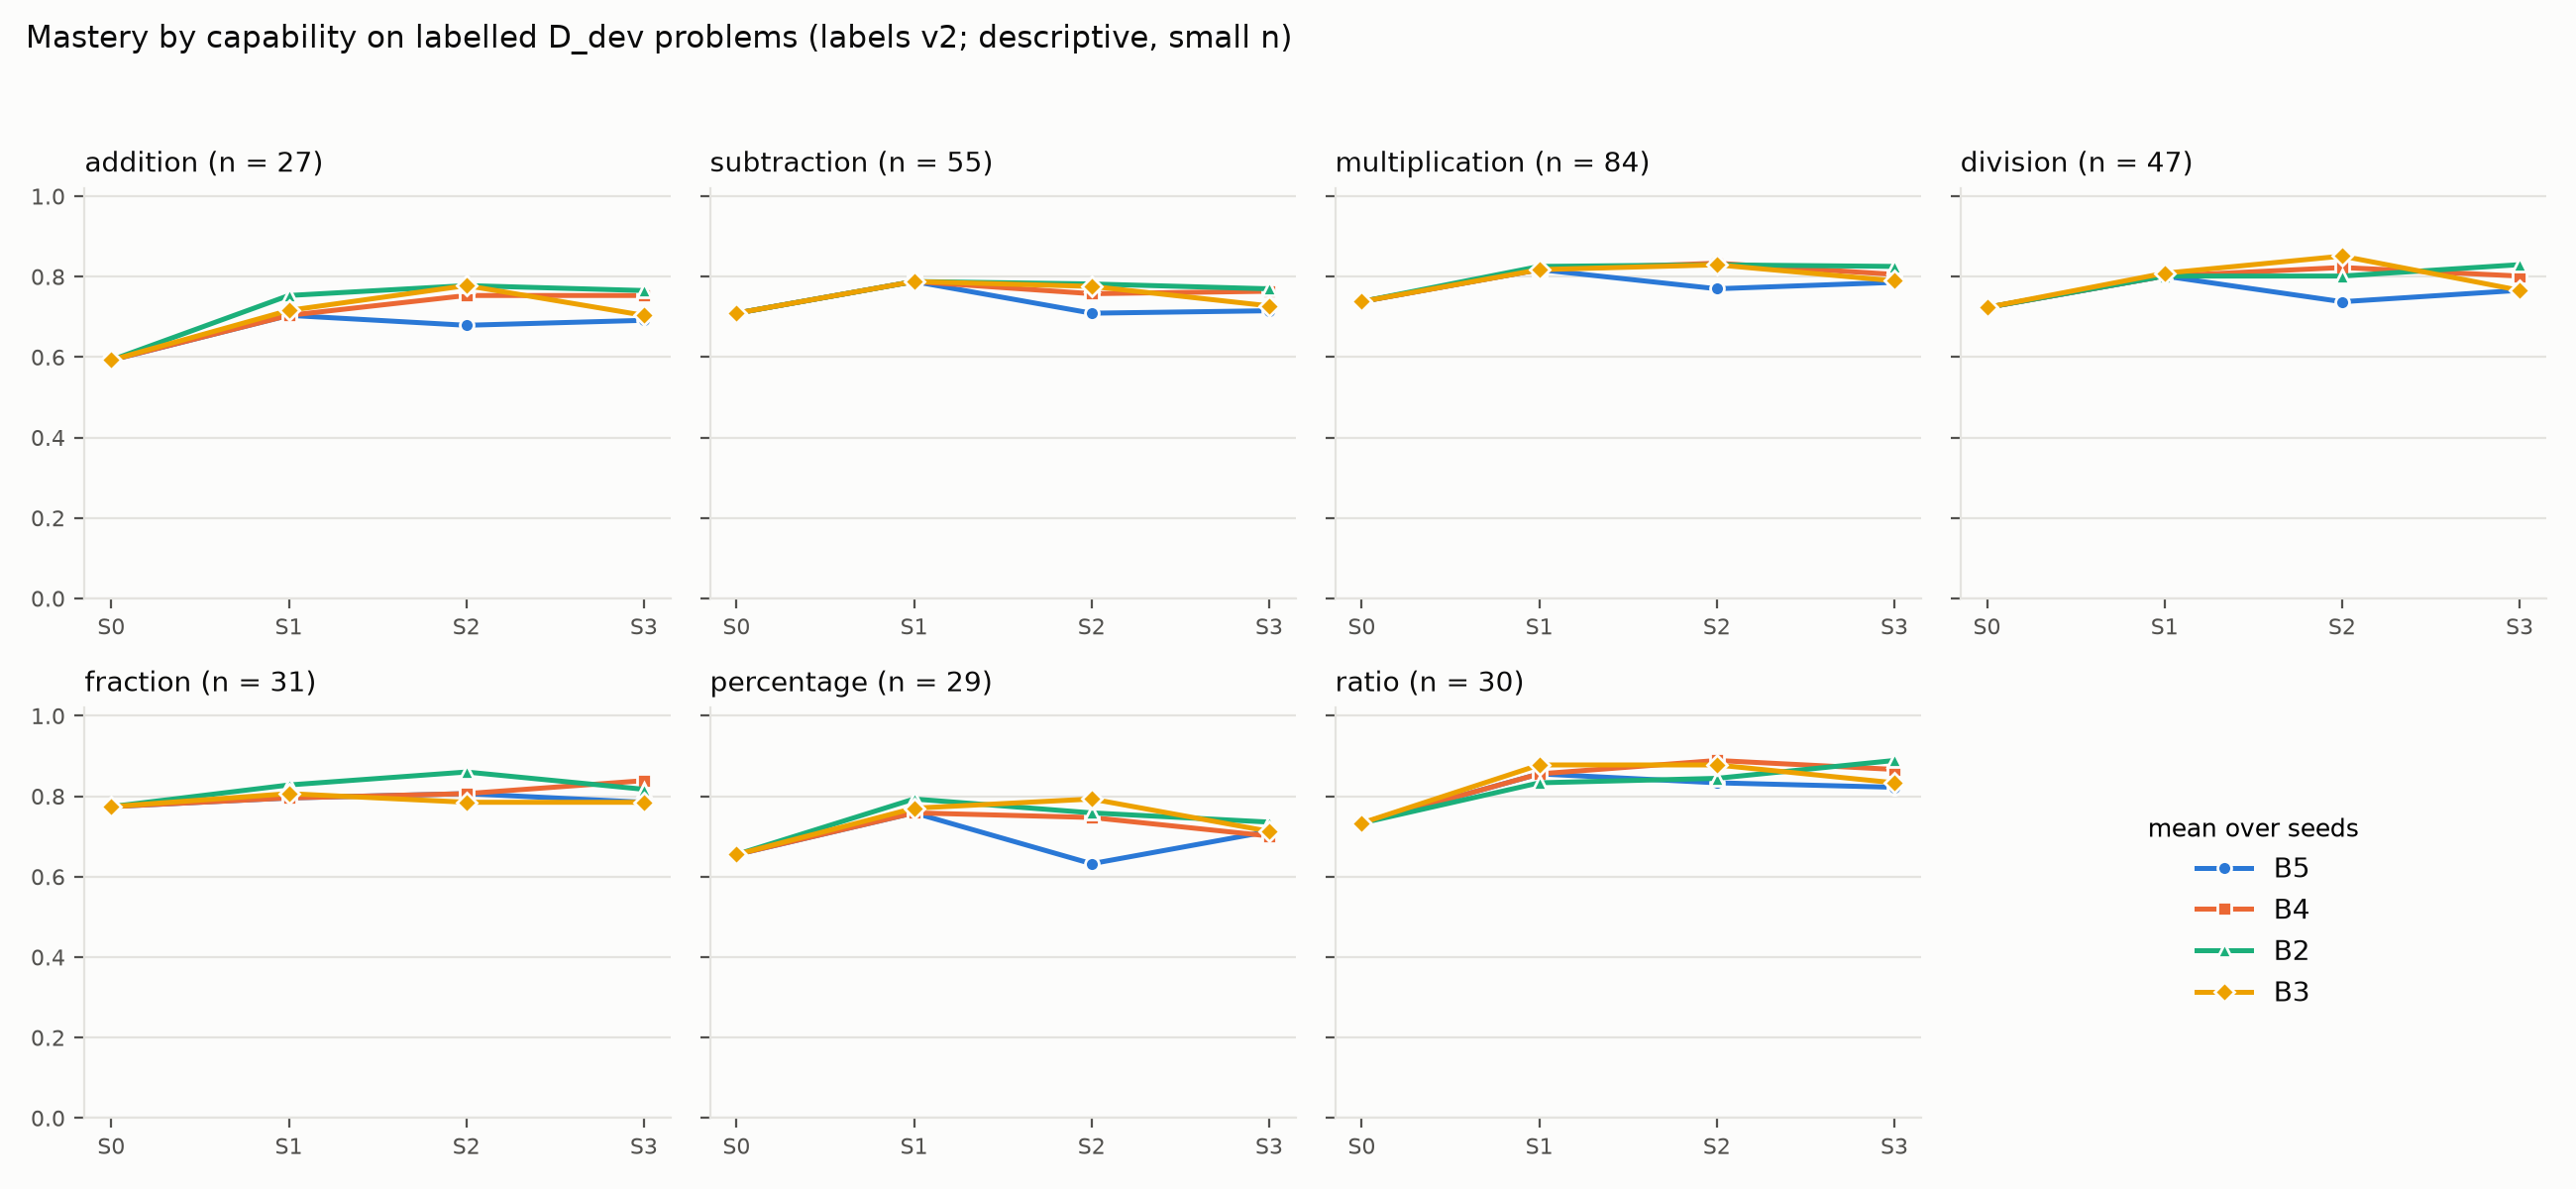 Mastery by capability on labelled D_dev problems (labels v2; descriptive, small n)
addition (n = 27)
1.0
0.8
0.6
0.4
0.2
0.0
S0 S1 S2 S3
subtraction (n = 55)
S0 S1 S2 S3
multiplication (n = 84)
S0 S1 S2 S3
division (n = 47)
S0 S1 S2 S3
fraction (n = 31)
1.0
0.8
0.6
0.4
0.2
0.0
S0 S1 S2 S3
percentage (n = 29)
S0 S1 S2 S3
ratio (n = 30)
S0 S1 S2 S3
mean over seeds
B5
B4
B2
B3